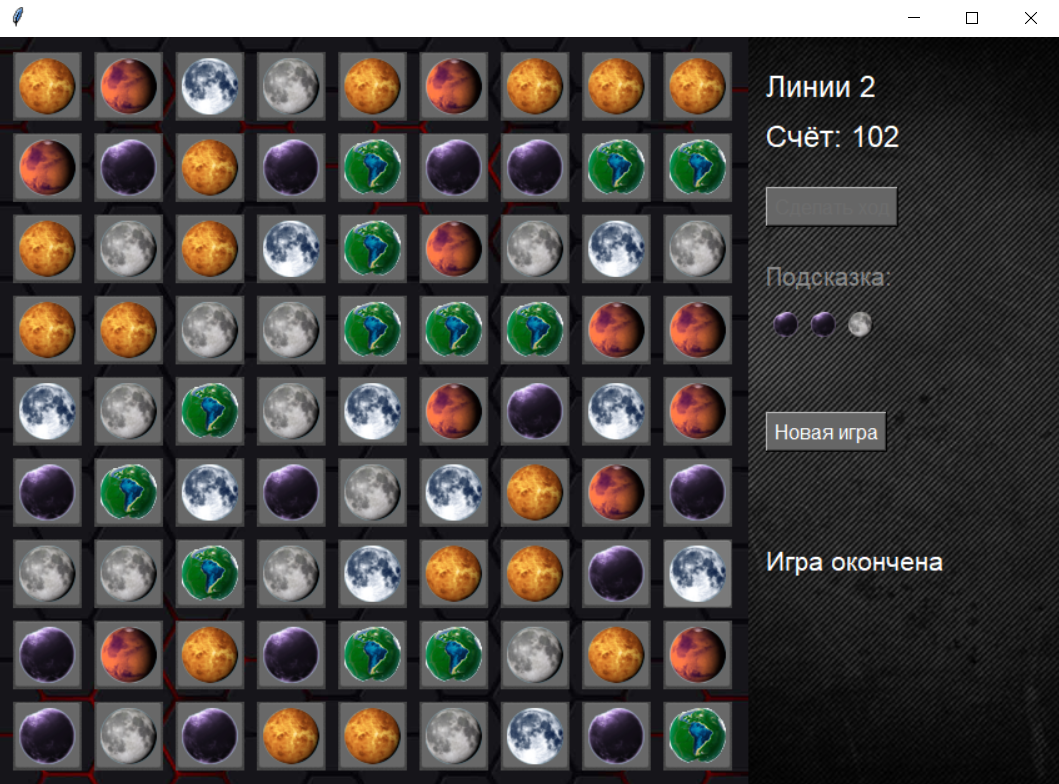 Линии 2
Счёт: 102
Сделать ход
Подсказка:
Новая игра
Игра окончена